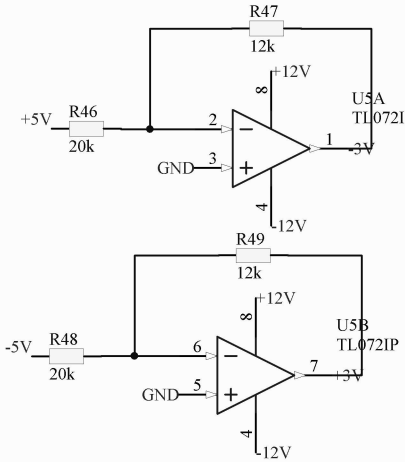 R47
12k
+12V
8
U5A
TL072I
R46
+5V
20k
2
1
-3V
GND
3
4
-12V
R49
12k
+12V
8
U5B
TL072IP
R48
-5V
20k
6
7
+3V
GND
5
4
-12V